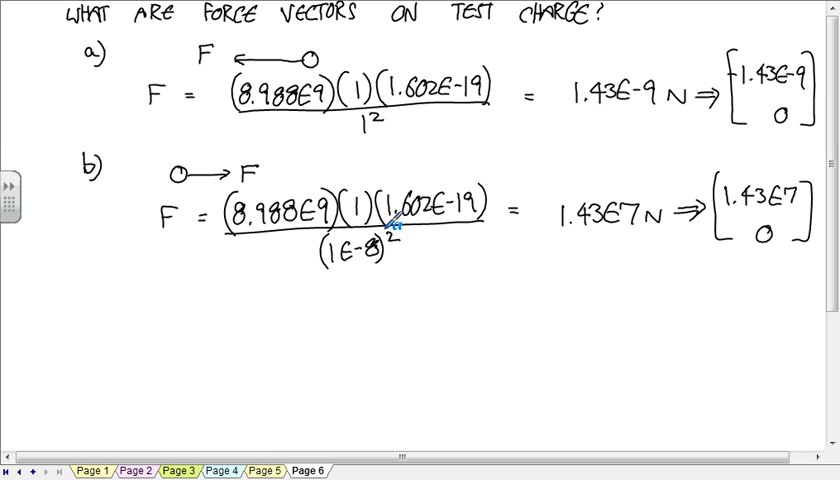 WHAT ARE FORCE VECTORS ON TEST CHARGE?
a) F
F = (8.988E9)(1)(1.602E-19) / 1² = 1.43E-9 N ⇒ [-1.43E-9
0]
b) F
F = (8.988E9)(1)(1.602E-19) / (1E-8)² = 1.43E7 N ⇒ [1.43E7
0]
Page 1 Page 2 Page 3 Page 4 Page 5 Page 6